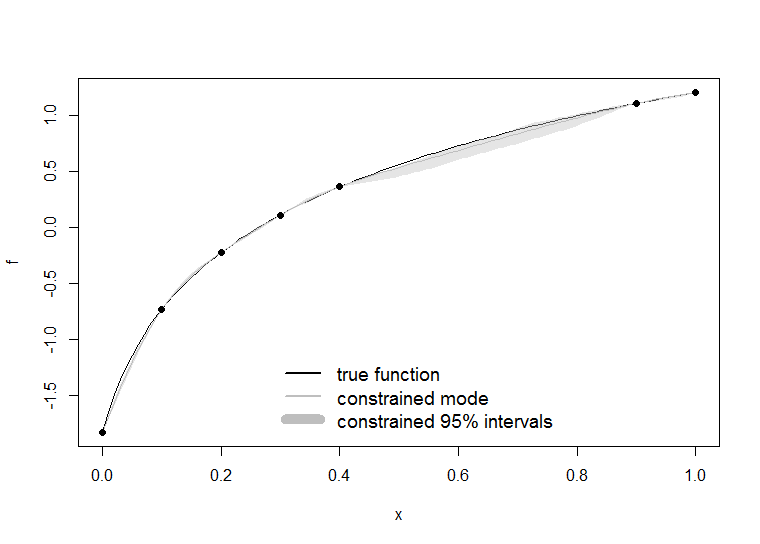 1.0
0.5
0.0
-0.5
-1.0
-1.5
f
true function
constrained mode
constrained 95% intervals
0.0 0.2 0.4 0.6 0.8 1.0
x